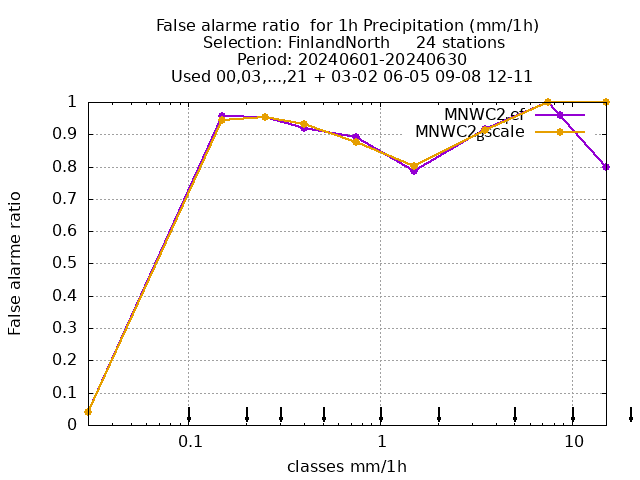 False alarme ratio  for 1h Precipitation (mm/1h)
Selection: FinlandNorth     24 stations
Period: 20240601-20240630
Used 00,03,...,21 + 03-02 06-05 09-08 12-11
False alarme ratio
1
0.9
0.8
0.7
0.6
0.5
0.4
0.3
0.2
0.1
0
MNWC2
MNWC2BSscale
0.1
1
10
classes mm/1h